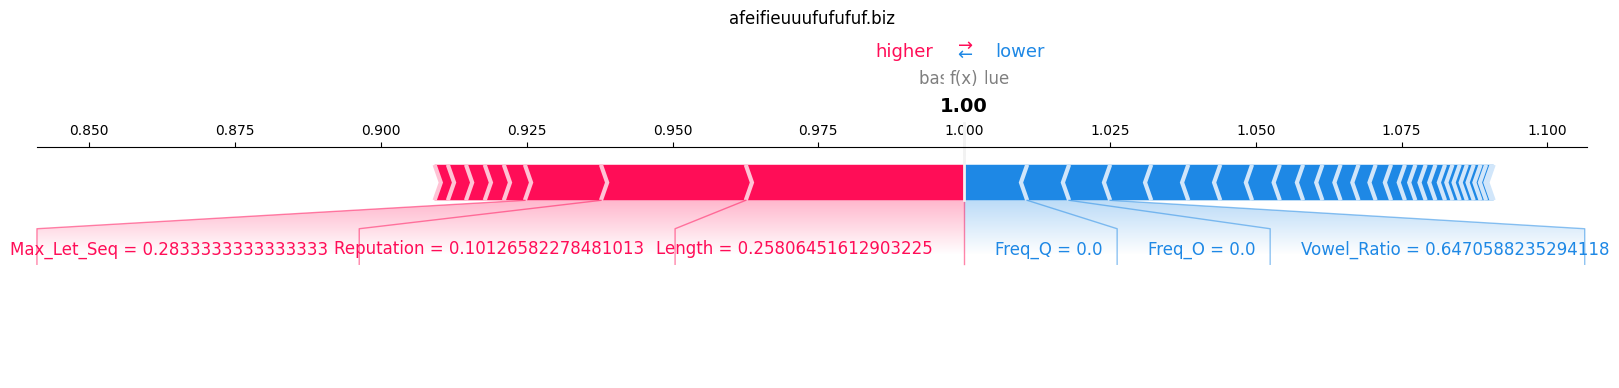 afeifieuuufufufuf.biz
higher ⇄ lower
bas f(x) lue
1.00
0.850 0.875 0.900 0.925 0.950 0.975 1.000 1.025 1.050 1.075 1.100
Max_Let_Seq = 0.2833333333333333 Reputation = 0.10126582278481013 Length = 0.25806451612903225 Freq_Q = 0.0 Freq_O = 0.0 Vowel_Ratio = 0.6470588235294118